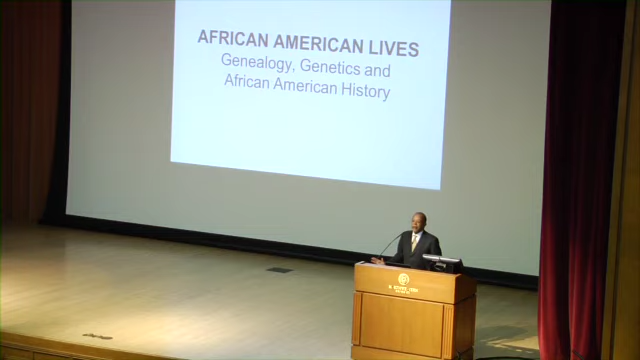 AFRICAN AMERICAN LIVES
Genealogy, Genetics and
African American History